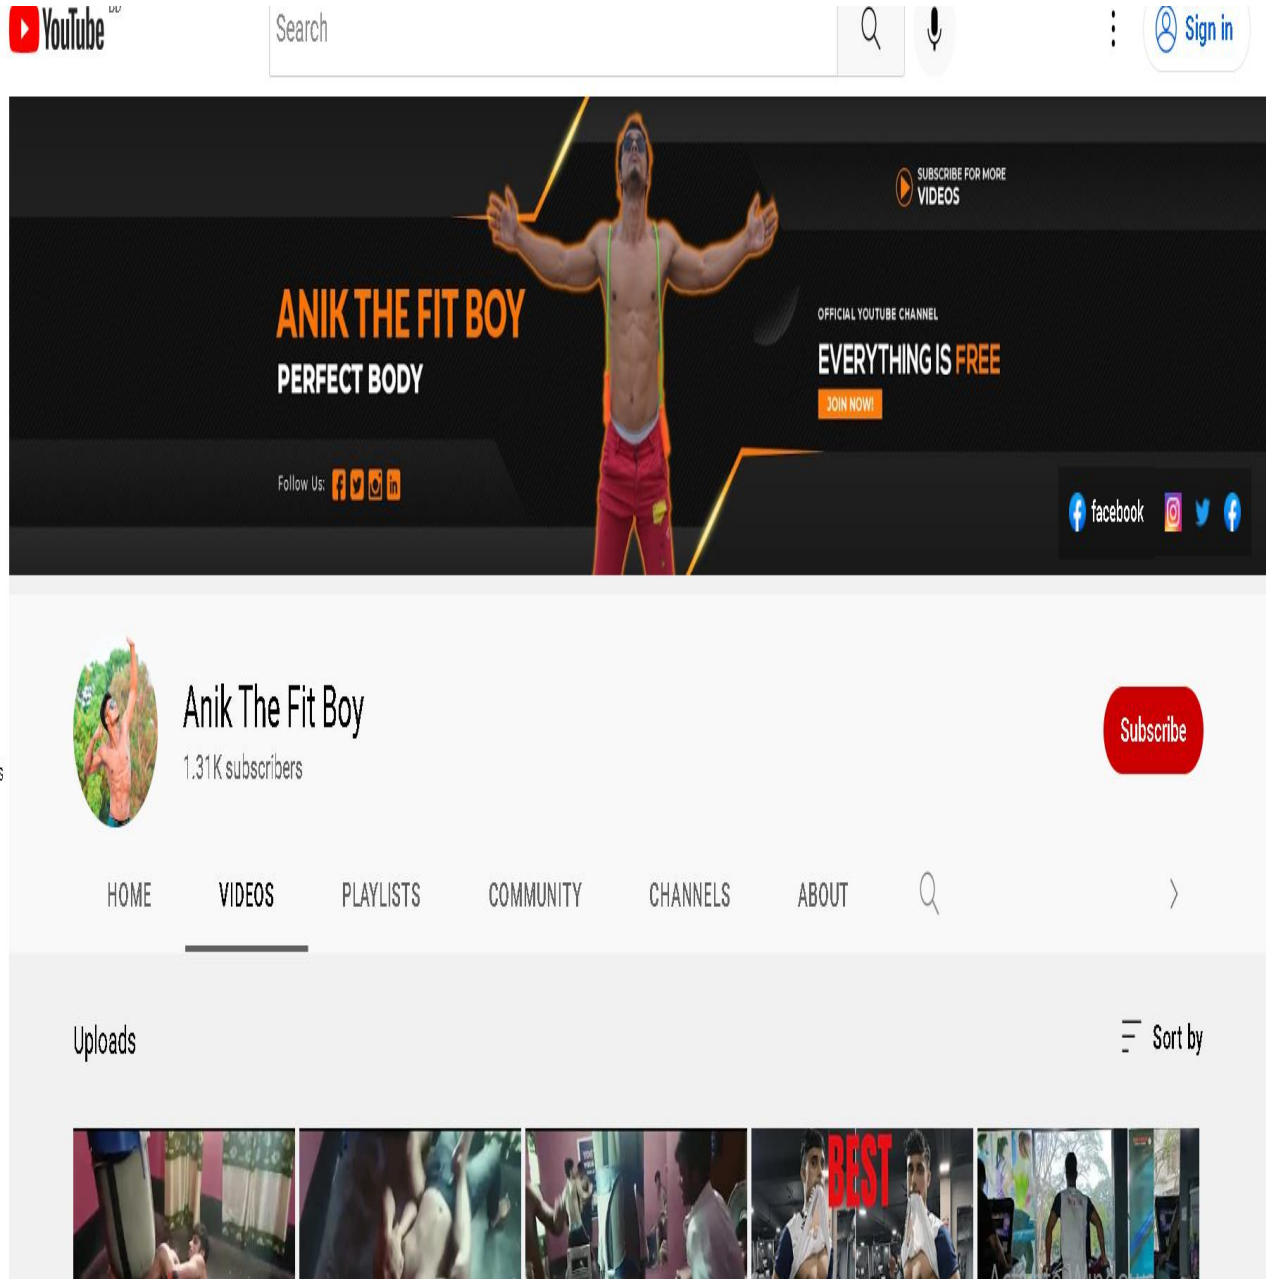 YouTube
Search
Sign in
SUBSCRIBE FOR MORE
VIDEOS
ANIK THE FIT BOY
PERFECT BODY
OFFICIAL YOUTUBE CHANNEL
EVERYTHING IS FREE
JOIN NOW!
Follow Us:
facebook
Anik The Fit Boy
1.31K subscribers
Subscribe
HOME VIDEOS PLAYLISTS COMMUNITY CHANNELS ABOUT
Uploads
Sort by
BEST